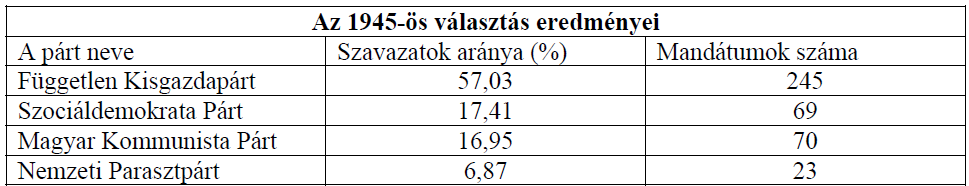 Az 1945-ös választás eredményei
A párt neve Szavazatok aránya (%) Mandátumok száma
Független Kisgazdapárt 57,03 245
Szociáldemokrata Párt 17,41 69
Magyar Kommunista Párt 16,95 70
Nemzeti Parasztpárt 6,87 23